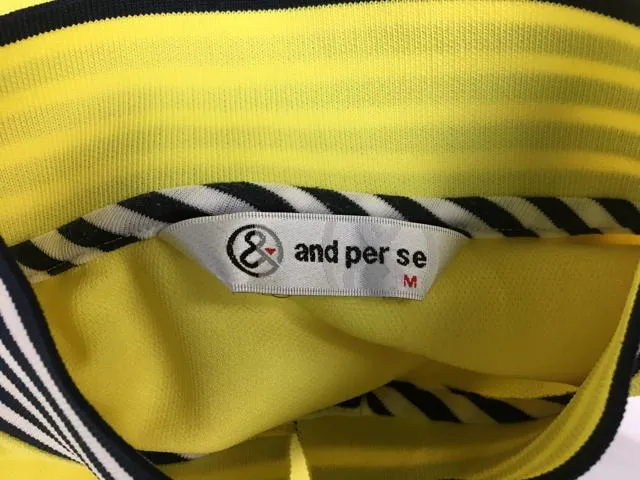 & and per se
M